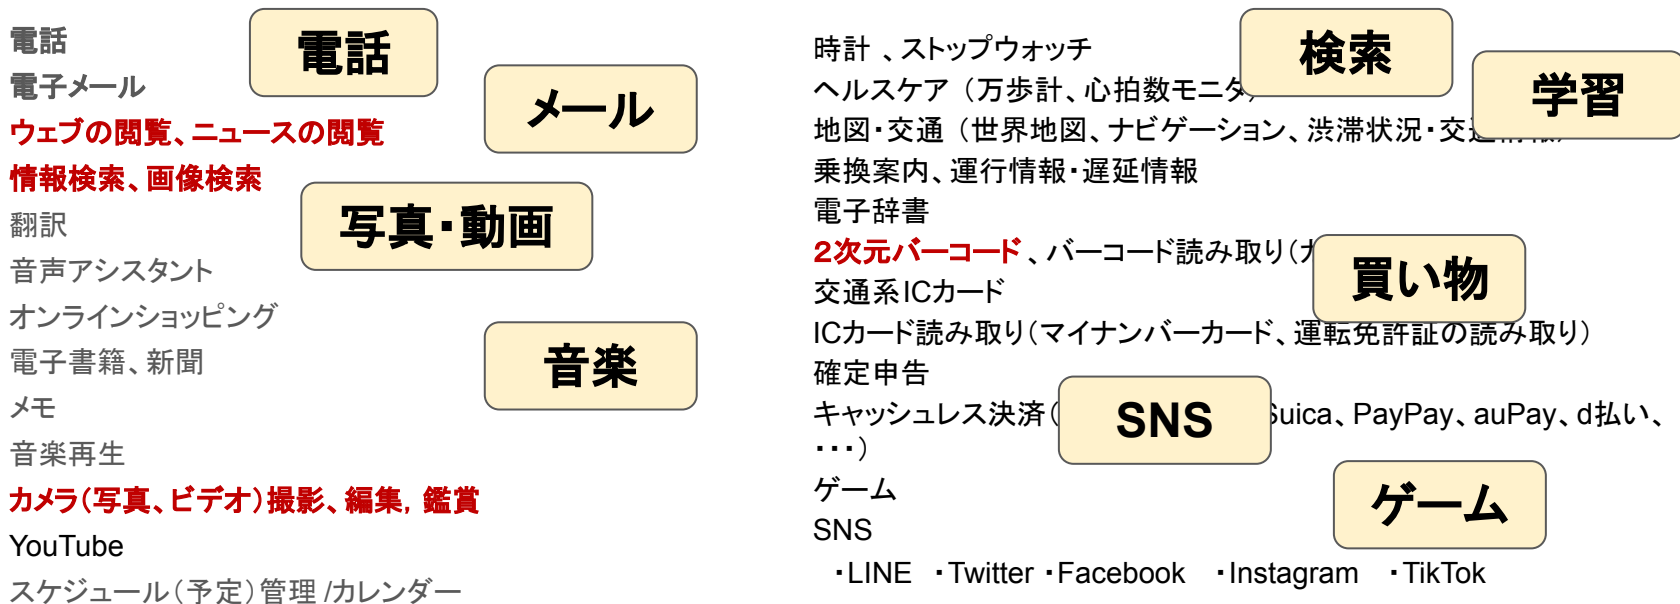 電話
電子メール
ウェブの閲覧、ニュースの閲覧
情報検索、画像検索
翻訳
音声アシスタント
オンラインショッピング
電子書籍、新聞
メモ
音楽再生
カメラ(写真、ビデオ)撮影、編集, 鑑賞
YouTube
スケジュール(予定)管理 /カレンダー
電話
メール
写真・動画
音楽
時計 、ストップウォッチ
ヘルスケア (万歩計、心拍数モニタ)
地図・交通 (世界地図、ナビゲーション、渋滞状況・交通情報)
乗換案内、運行情報・遅延情報
電子辞書
2次元バーコード 、バーコード読み取り(
交通系ICカード
ICカード読み取り(マイナンバーカード、運転免許証の読み取り)
確定申告
キャッシュレス決済( Suica、PayPay、auPay、d払い、
・・・)
ゲーム
SNS
・LINE ・Twitter ・Facebook ・Instagram ・TikTok
検索
学習
買い物
SNS
ゲーム